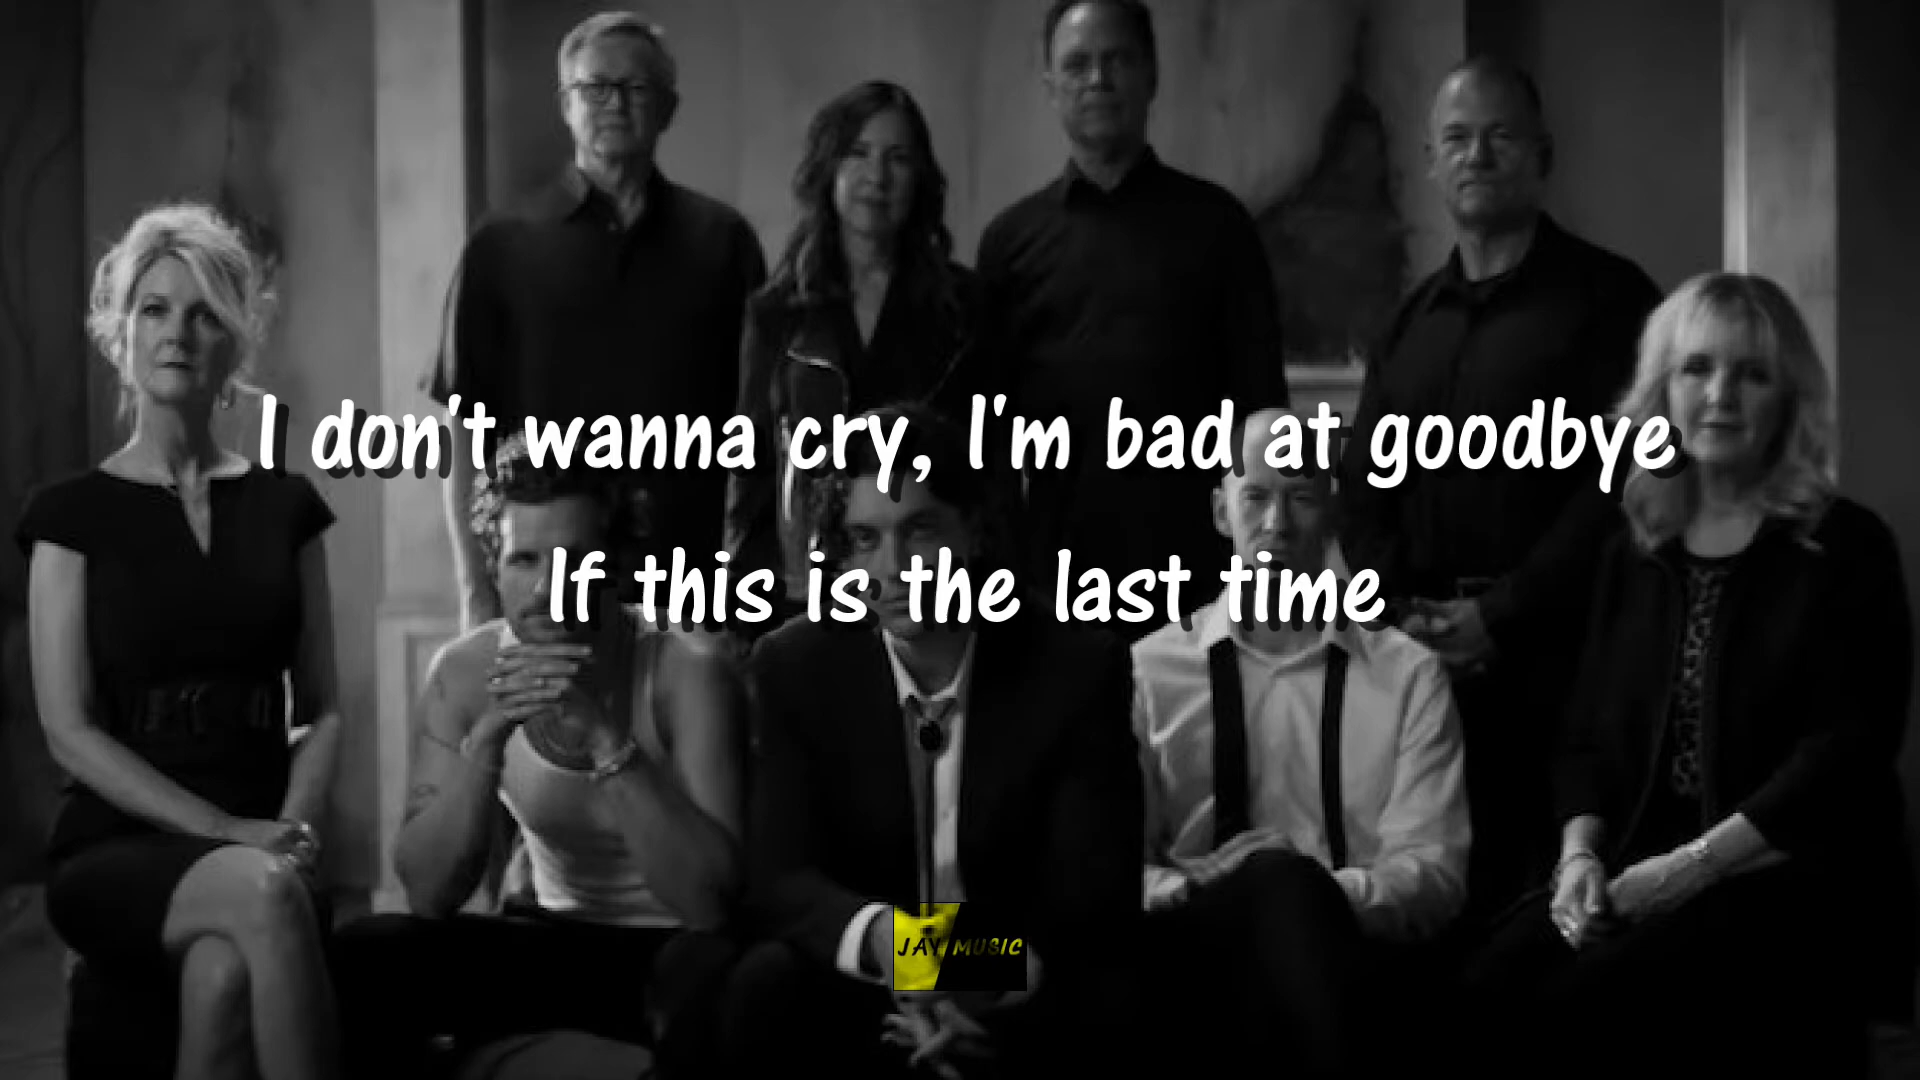 I don't wanna cry, I'm bad at goodbye
If this is the last time
JAY MUSIC